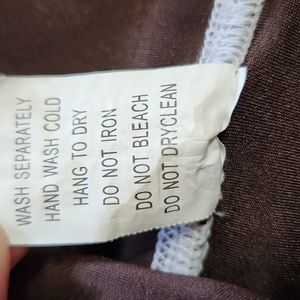 WASH SEPARATELY
HAND WASH COLD
HANG TO DRY
DO NOT IRON
DO NOT BLEACH
DO NOT DRYCLEAN